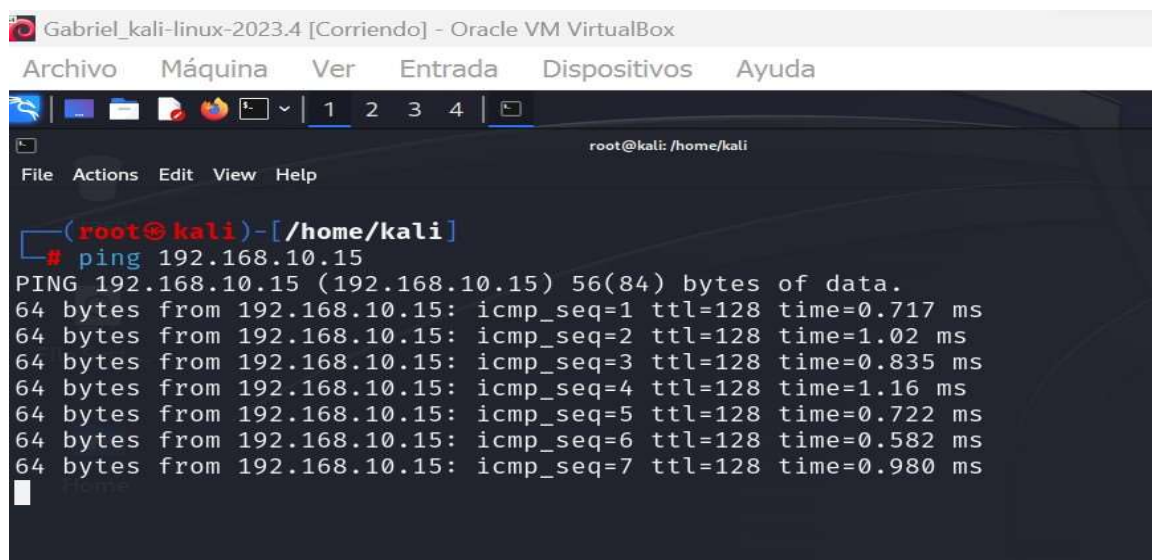 Gabriel_kali-linux-2023.4 [Corriendo] - Oracle VM VirtualBox
Archivo Máquina Ver Entrada Dispositivos Ayuda
1 2 3 4
root@kali: /home/kali
File Actions Edit View Help
(root㉿kali)-[/home/kali]
# ping 192.168.10.15
PING 192.168.10.15 (192.168.10.15) 56(84) bytes of data.
64 bytes from 192.168.10.15: icmp_seq=1 ttl=128 time=0.717 ms
64 bytes from 192.168.10.15: icmp_seq=2 ttl=128 time=1.02 ms
64 bytes from 192.168.10.15: icmp_seq=3 ttl=128 time=0.835 ms
64 bytes from 192.168.10.15: icmp_seq=4 ttl=128 time=1.16 ms
64 bytes from 192.168.10.15: icmp_seq=5 ttl=128 time=0.722 ms
64 bytes from 192.168.10.15: icmp_seq=6 ttl=128 time=0.582 ms
64 bytes from 192.168.10.15: icmp_seq=7 ttl=128 time=0.980 ms
Home